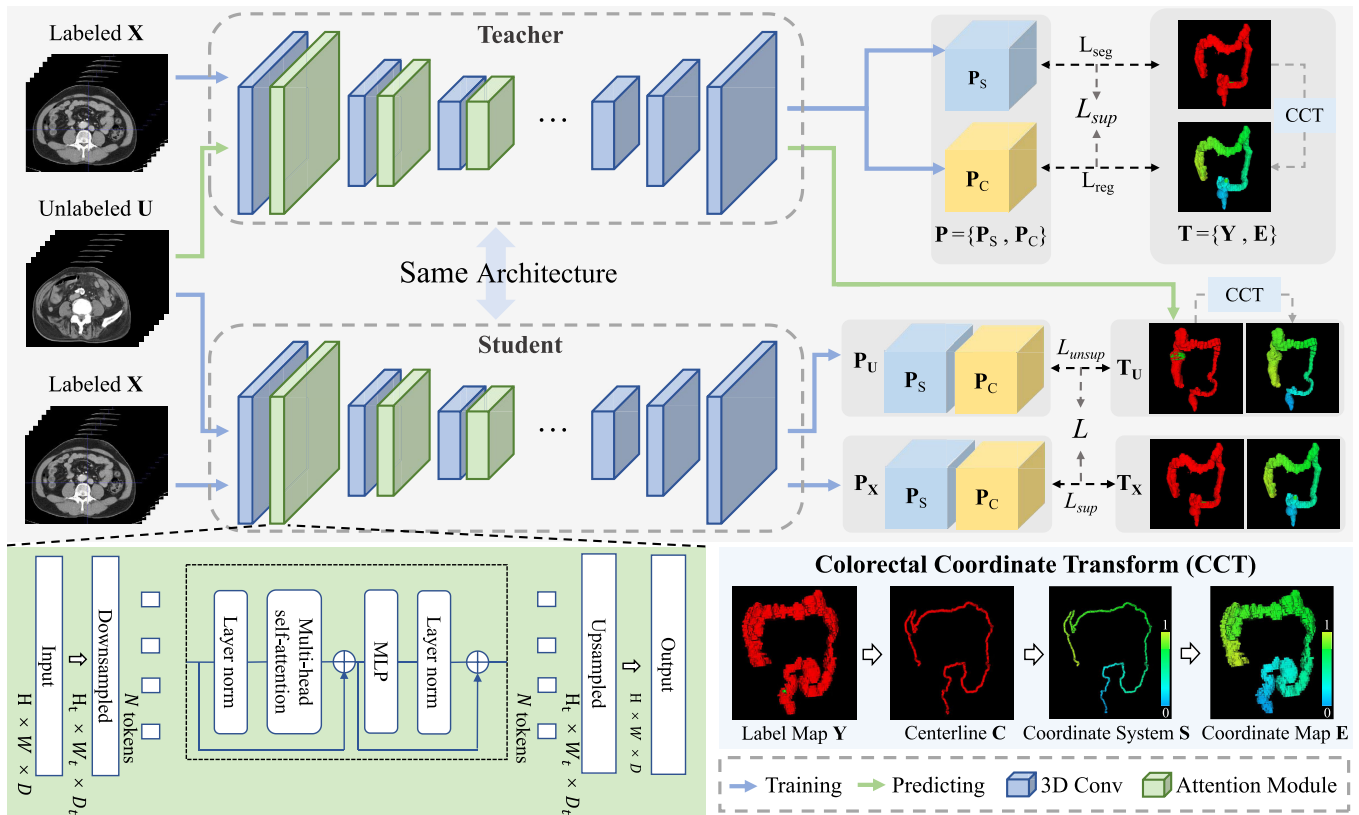 Labeled X
Teacher
P_S
L_seg
L_sup
CCT
P_C
L_reg
P = {P_S , P_C}
T = {Y , E}
Unlabeled U
Same Architecture
CCT
Labeled X
Student
P_U
P_S
P_C
L_unsup
T_U
L
P_X
P_S
P_C
L_sup
T_X
Input
H × W × D
Downsampled
H_t × W_t × D_t
N tokens
Layer norm
Multi-head
self-attention
MLP
Layer norm
N tokens
Upsampled
H_t × W_t × D_t
Output
H × W × D
Colorectal Coordinate Transform (CCT)
1
0
1
0
Label Map Y
Centerline C
Coordinate System S
Coordinate Map E
Training
Predicting
3D Conv
Attention Module